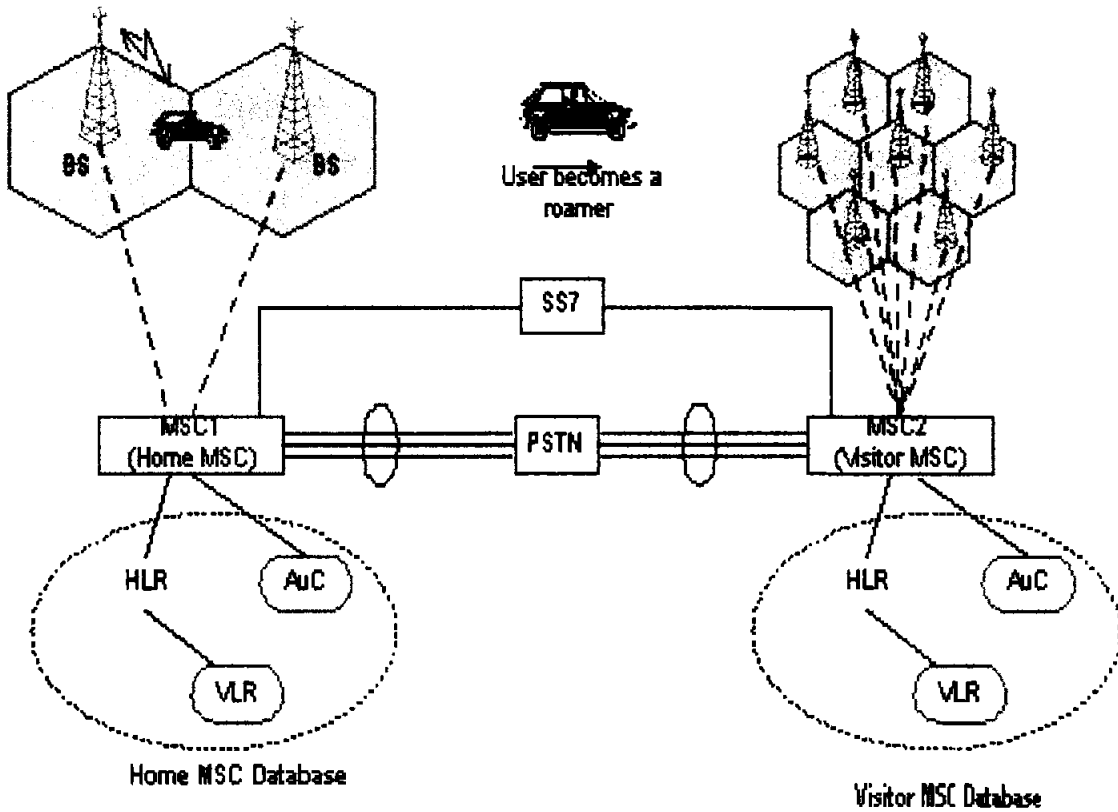 BS
BS
User becomes a
roamer
SS7
MSC1
(Home MSC)
PSTN
MSC2
(Visitor MSC)
HLR
AuC
VLR
HLR
AuC
VLR
Home MSC Database
Visitor MSC Database